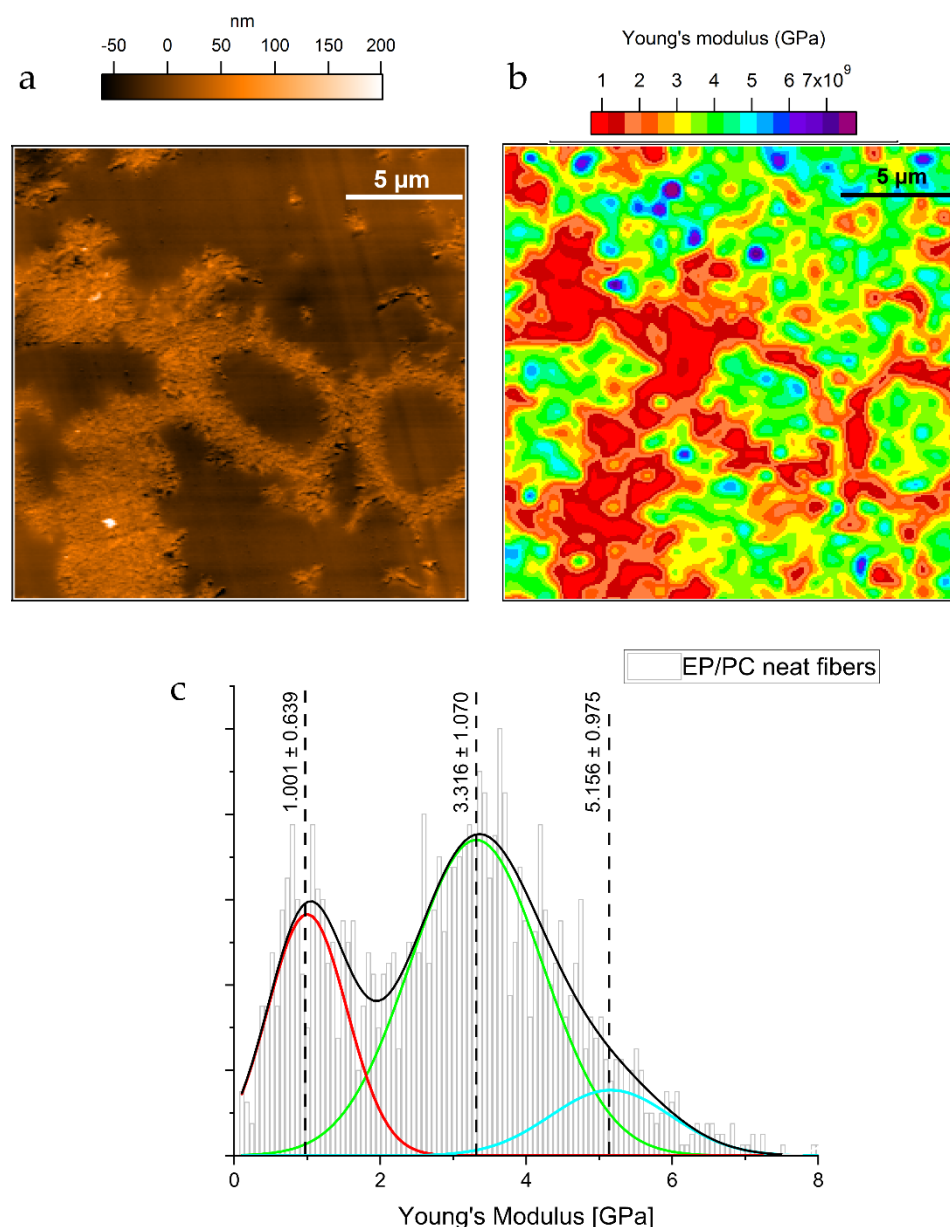 nm
-50 0 50 100 150 200
a
5 µm
Young's modulus (GPa)
b
1 2 3 4 5 6 7x10⁹
5 µm
EP/PC neat fibers
c
1.001 ± 0.639
3.316 ± 1.070
5.156 ± 0.975
0 2 4 6 8
Young's Modulus [GPa]